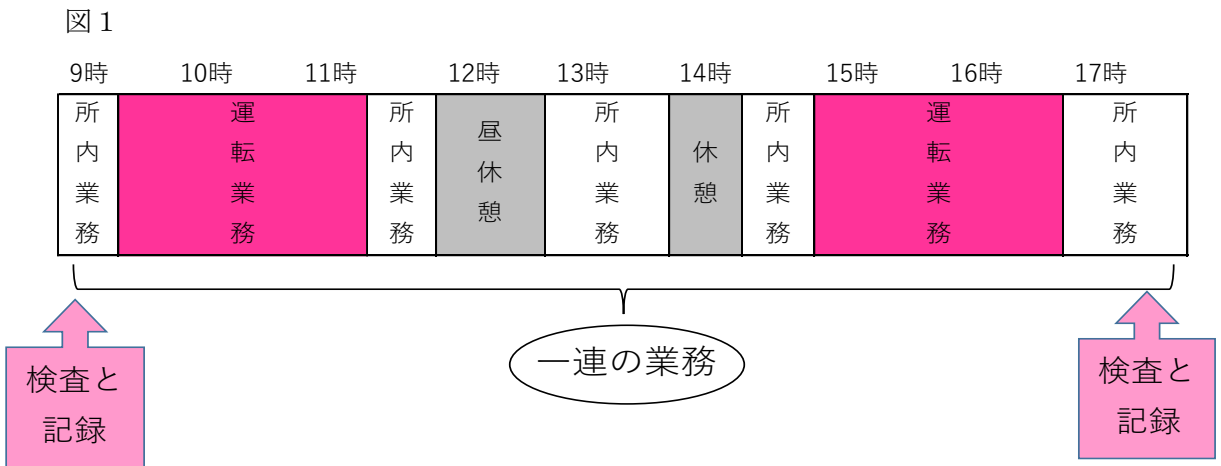 図1
9時 10時 11時 12時 13時 14時 15時 16時 17時
所内業務
運転業務
所内業務
昼休憩
所内業務
休憩
所内業務
運転業務
所内業務
一連の業務
検査と
記録
検査と
記録